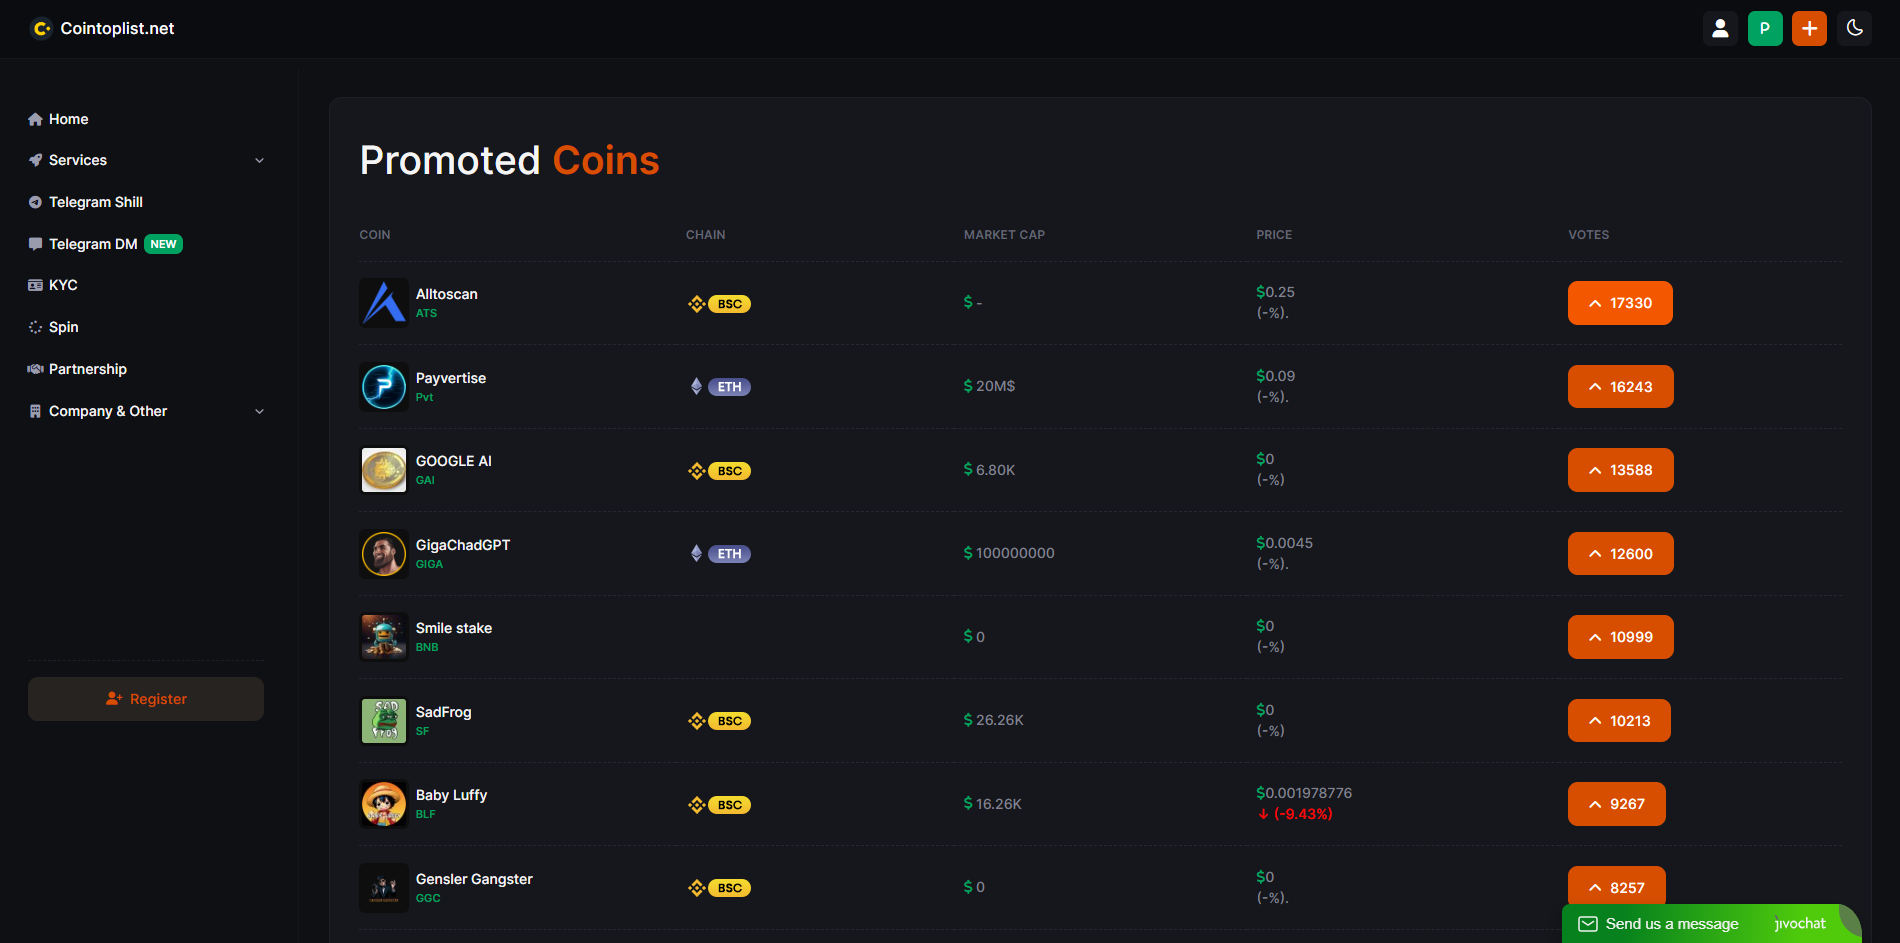 Cointoplist.net
P
Home
Services
Telegram Shill
Telegram DM NEW
KYC
Spin
Partnership
Company & Other
Register
Promoted Coins
COIN CHAIN MARKET CAP PRICE VOTES
Alltoscan
ATS
BSC
$ -
$0.25
(-%).
17330
Payvertise
Pvt
ETH
$ 20M$
$0.09
(-%).
16243
GOOGLE AI
GAI
BSC
$ 6.80K
$0
(-%)
13588
GigaChadGPT
GIGA
ETH
$ 100000000
$0.0045
(-%).
12600
Smile stake
BNB
$ 0
$0
(-%)
10999
SAD
Frog
SadFrog
SF
BSC
$ 26.26K
$0
(-%)
10213
Baby Luffy
BLF
BSC
$ 16.26K
$0.001978776
(-9.43%)
9267
Gensler Gangster
GGC
BSC
$ 0
$0
(-%).
8257
Send us a message jivochat